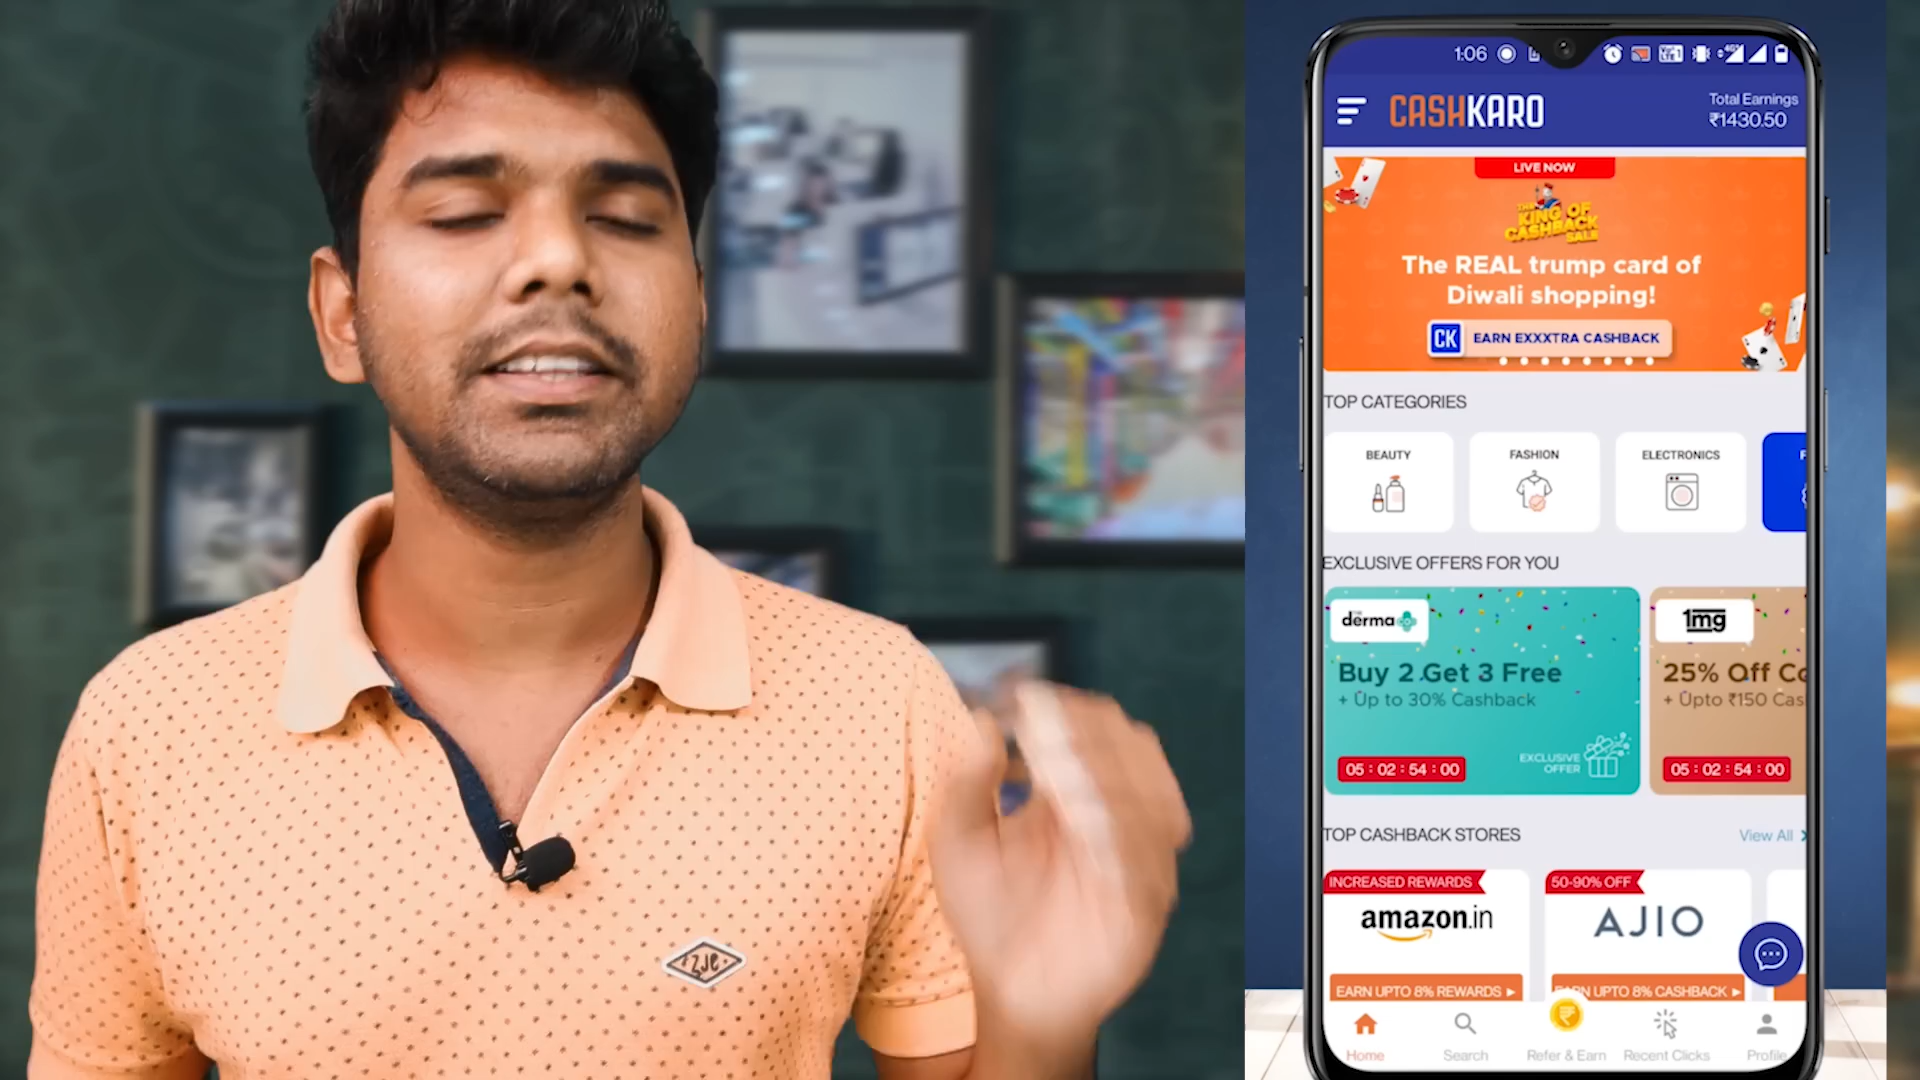 1:06
CASHKARO
Total Earnings
₹1430.50
LIVE NOW
THE
KING OF
CASHBACK
SALE
The REAL trump card of
Diwali shopping!
CK EARN EXXXTRA CASHBACK
TOP CATEGORIES
BEAUTY
FASHION
ELECTRONICS
F
EXCLUSIVE OFFERS FOR YOU
derma
Buy 2 Get 3 Free
+ Up to 30% Cashback
05 : 02 : 54 : 00
EXCLUSIVE
OFFER
1mg
25% Off Co
+ Upto ₹150 Cas
05 : 02 : 54 : 00
TOP CASHBACK STORES
View All
INCREASED REWARDS
amazon.in
EARN UPTO 8% REWARDS
50-90% OFF
AJIO
EARN UPTO 8% CASHBACK
Home
Search
Refer & Earn
Recent Clicks
Profile